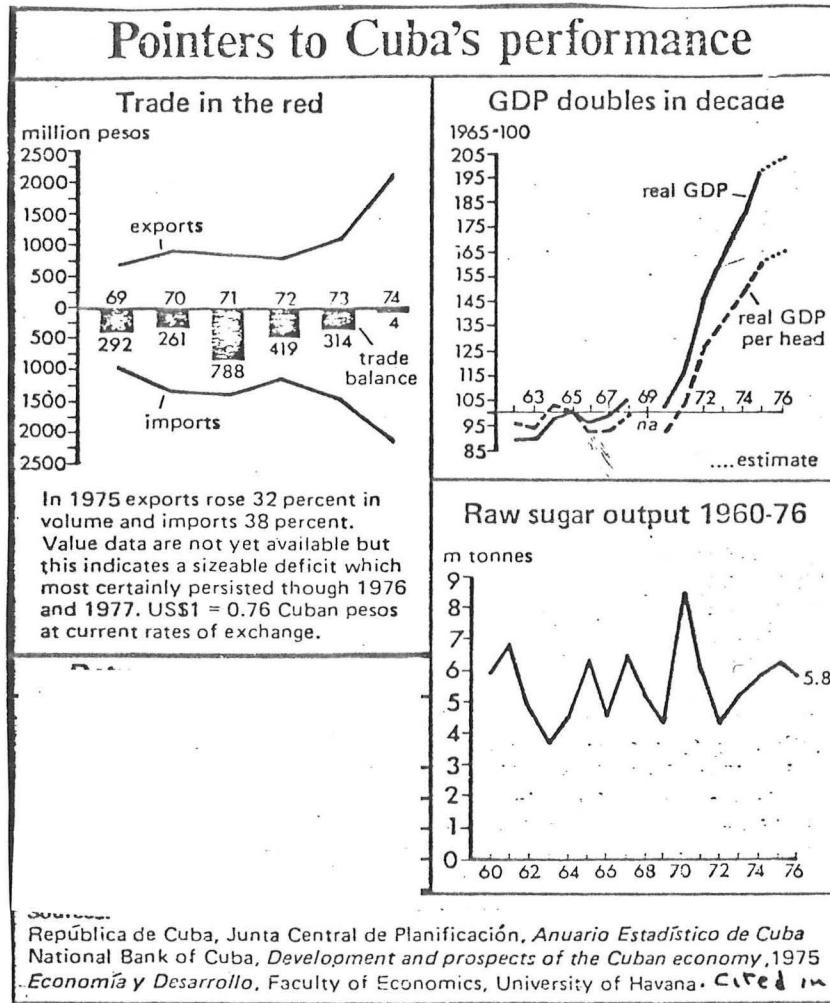 Pointers to Cuba's performance
Trade in the red
million pesos
2500
2000
1500
1000
500
0
500
1000
1500
2000
2500
exports
69 70 71 72 73 74
292 261 788 419 314 4
trade
balance
imports
In 1975 exports rose 32 percent in
volume and imports 38 percent.
Value data are not yet available but
this indicates a sizeable deficit which
most certainly persisted though 1976
and 1977. US$1 = 0.76 Cuban pesos
at current rates of exchange.
GDP doubles in decade
1965=100
205
195
185
175
165
155
145
135
125
115
105
95
85
real GDP
real GDP
per head
63 65 67 69 72 74 76
na
....estimate
Raw sugar output 1960-76
m tonnes
9
8
7
6
5
4
3
2
1
0
5.8
60 62 64 66 68 70 72 74 76
Sources:
República de Cuba, Junta Central de Planificación, Anuario Estadístico de Cuba
National Bank of Cuba, Development and prospects of the Cuban economy, 1975
Economía y Desarrollo, Faculty of Economics, University of Havana. Cited in